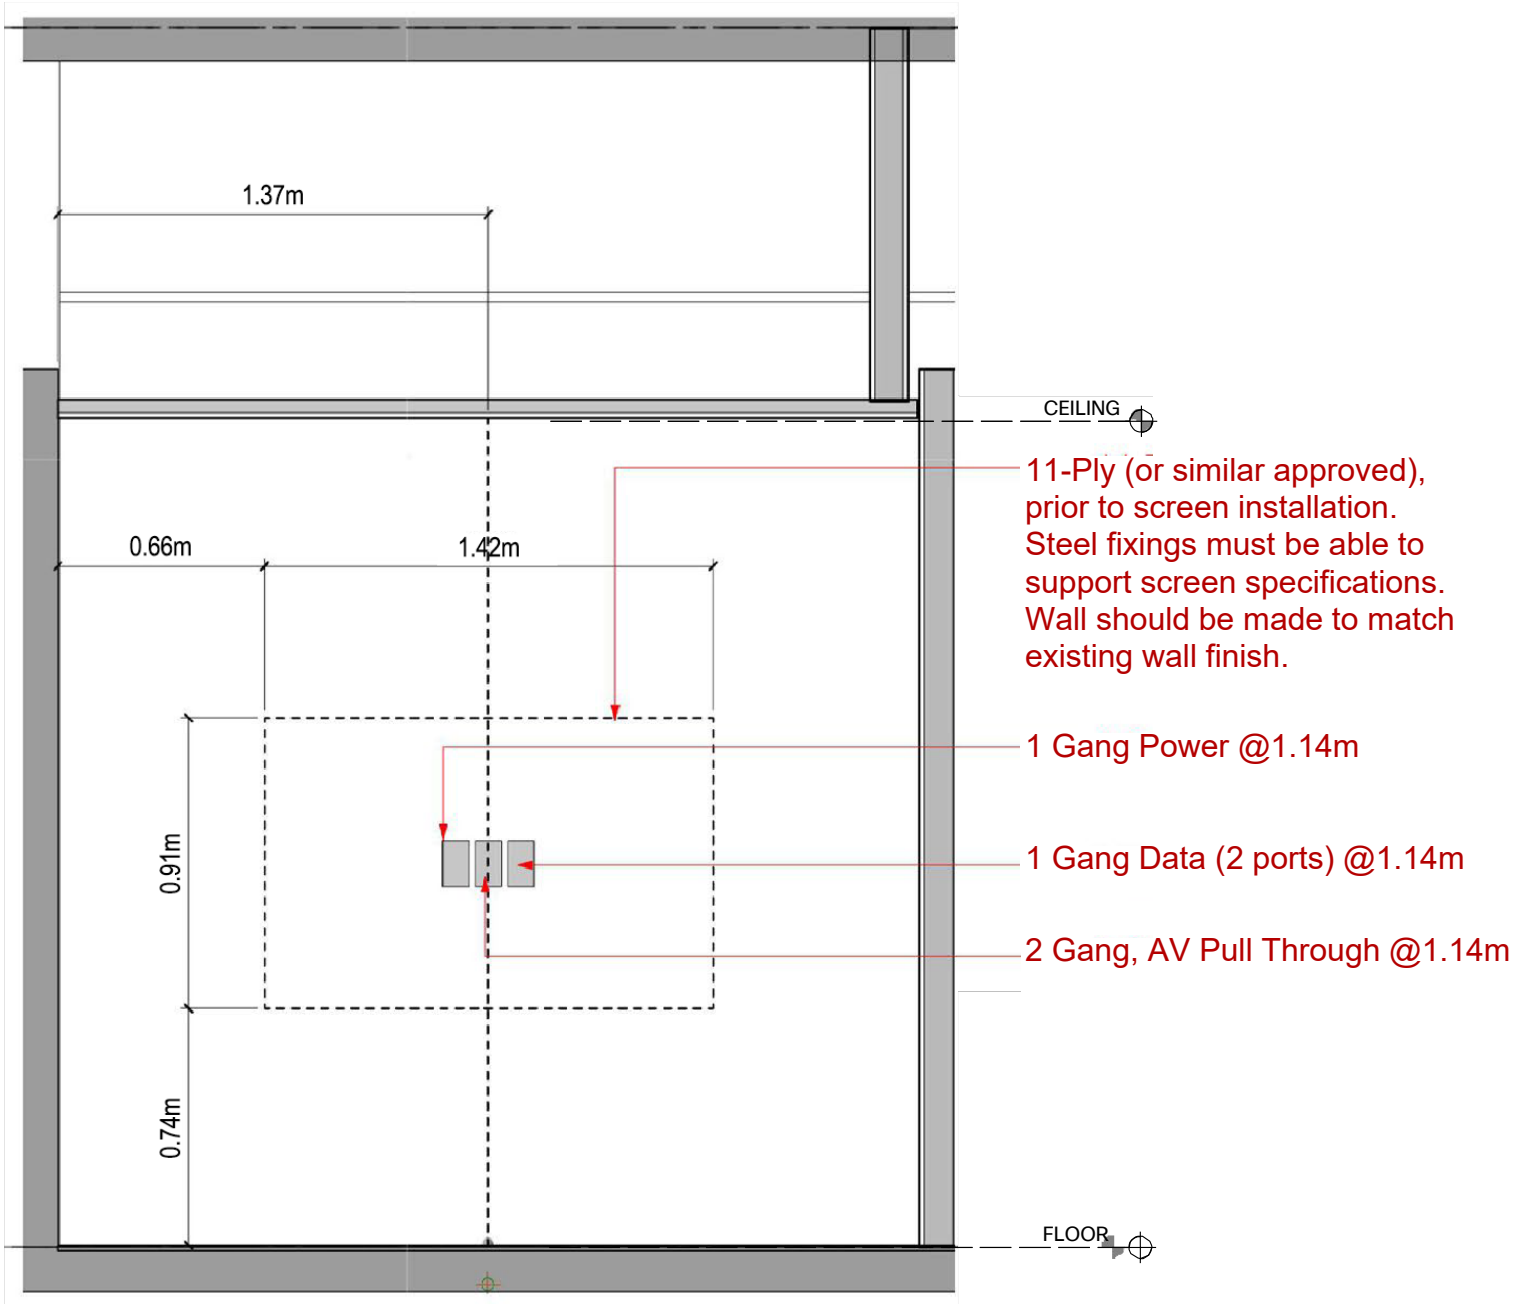 1.37m
CEILING
11-Ply (or similar approved),
prior to screen installation.
Steel fixings must be able to
support screen specifications.
Wall should be made to match
existing wall finish.
0.66m
1.42m
1 Gang Power @1.14m
0.91m
1 Gang Data (2 ports) @1.14m
2 Gang, AV Pull Through @1.14m
0.74m
FLOOR